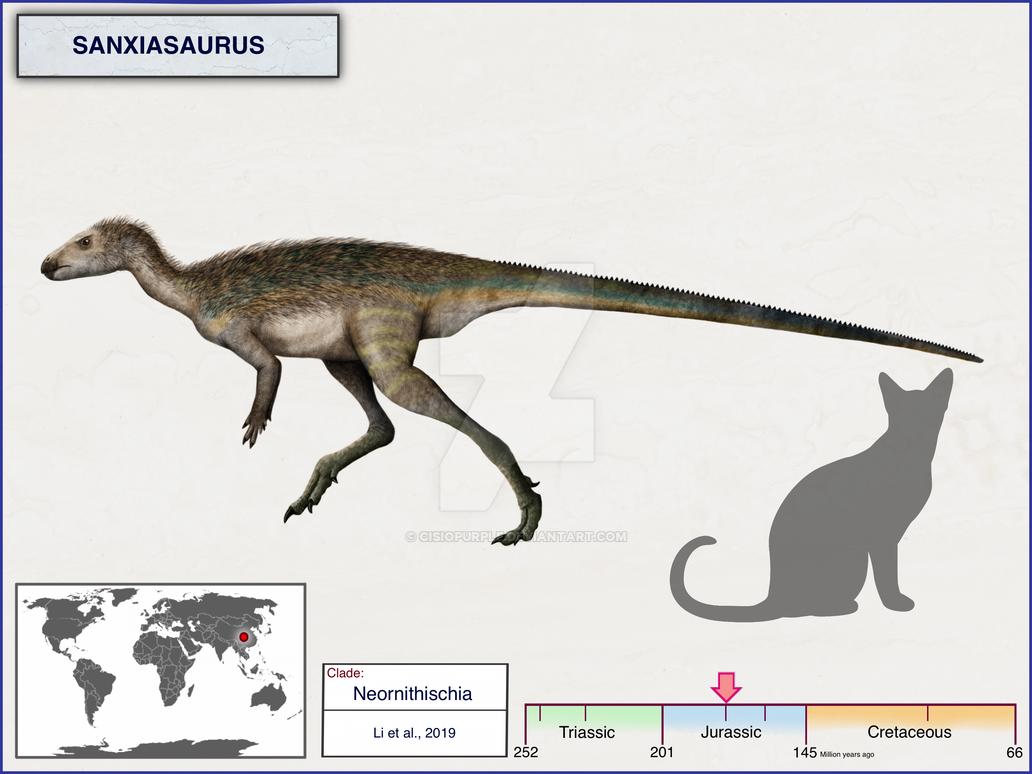 SANXIASAURUS
© CISIOPURPLE.DEVIANTART.COM
Clade:
Neornithischia
Li et al., 2019
Triassic
Jurassic
Cretaceous
252
201
145
Million years ago
66